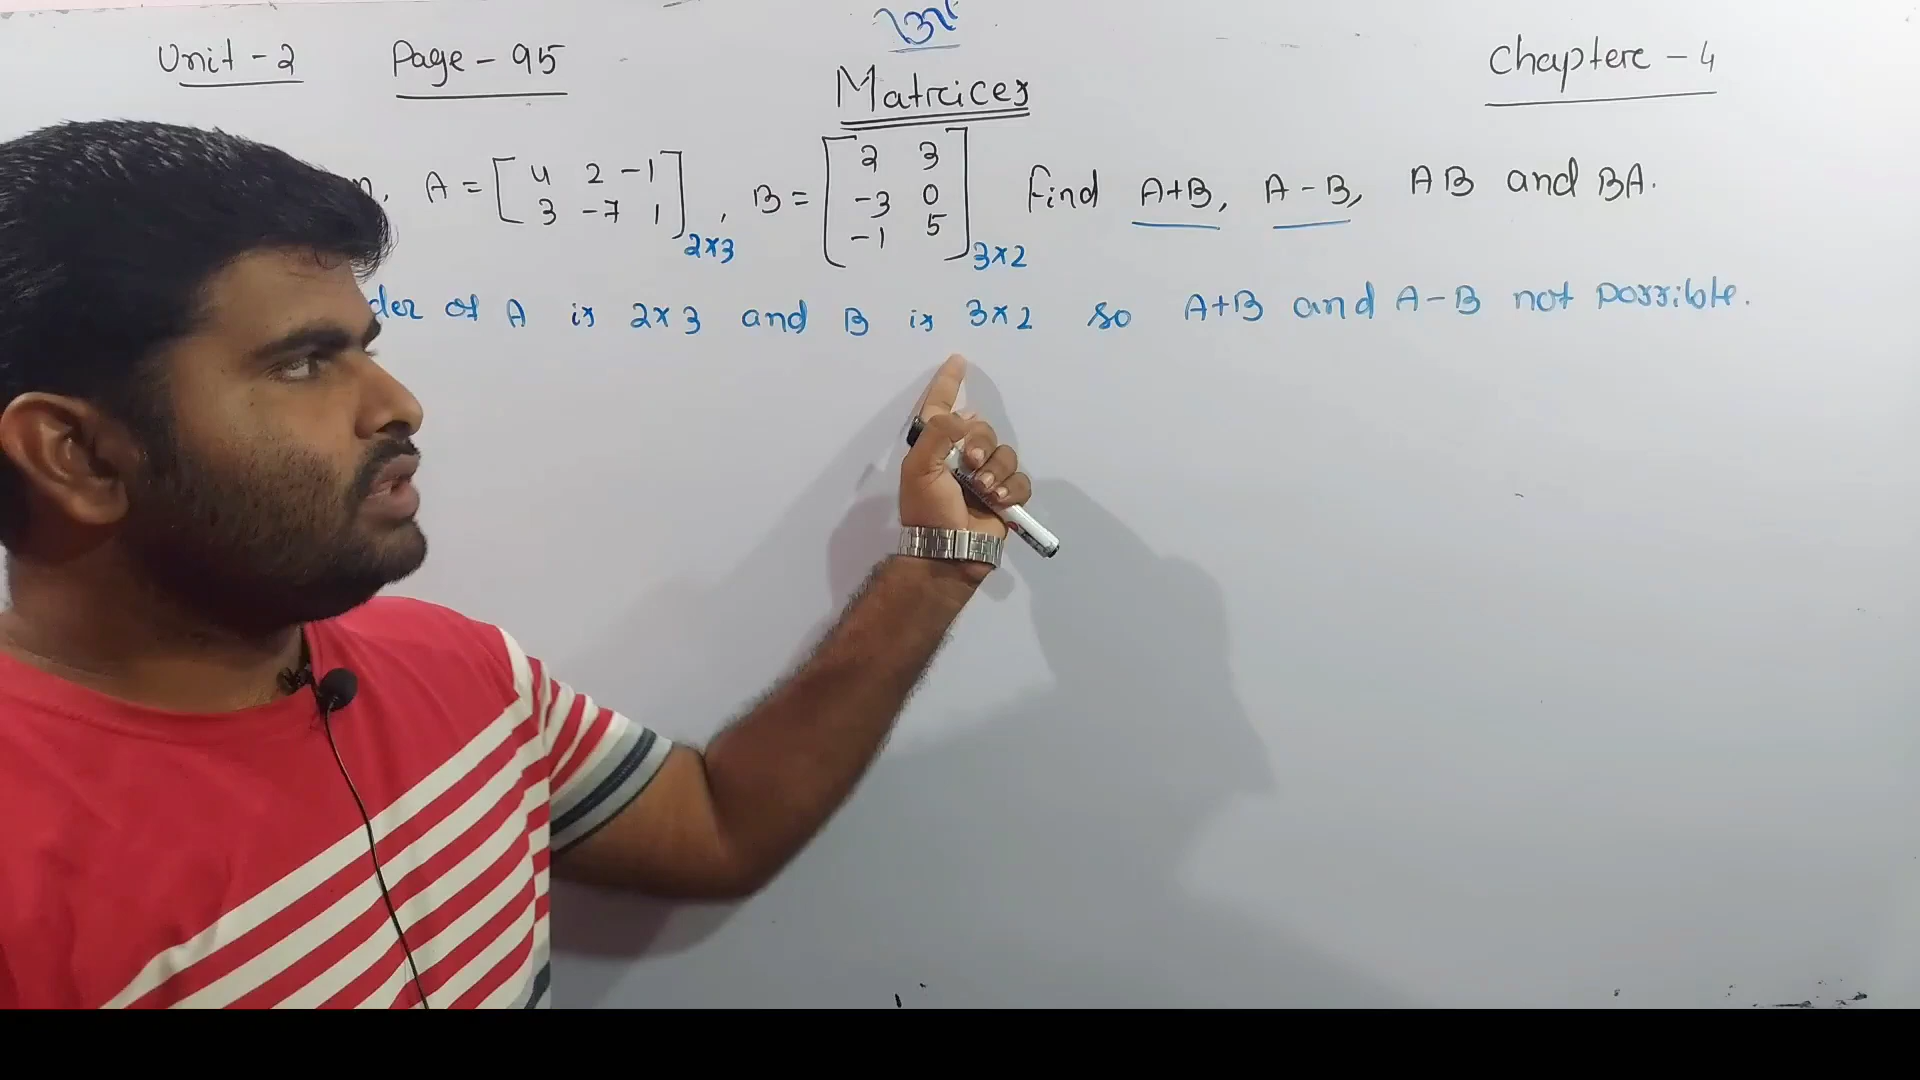 ଓଁ
Unit - 2 Page - 95 Matrices Chapter - 4
A = [ 4 2 -1 ; 3 -7 1 ] 2×3 , B = [ 2 3 ; -3 0 ; -1 5 ] 3×2 Find A+B, A-B, AB and BA.
of A is 2×3 and B is 3×2 so A+B and A-B not possible.